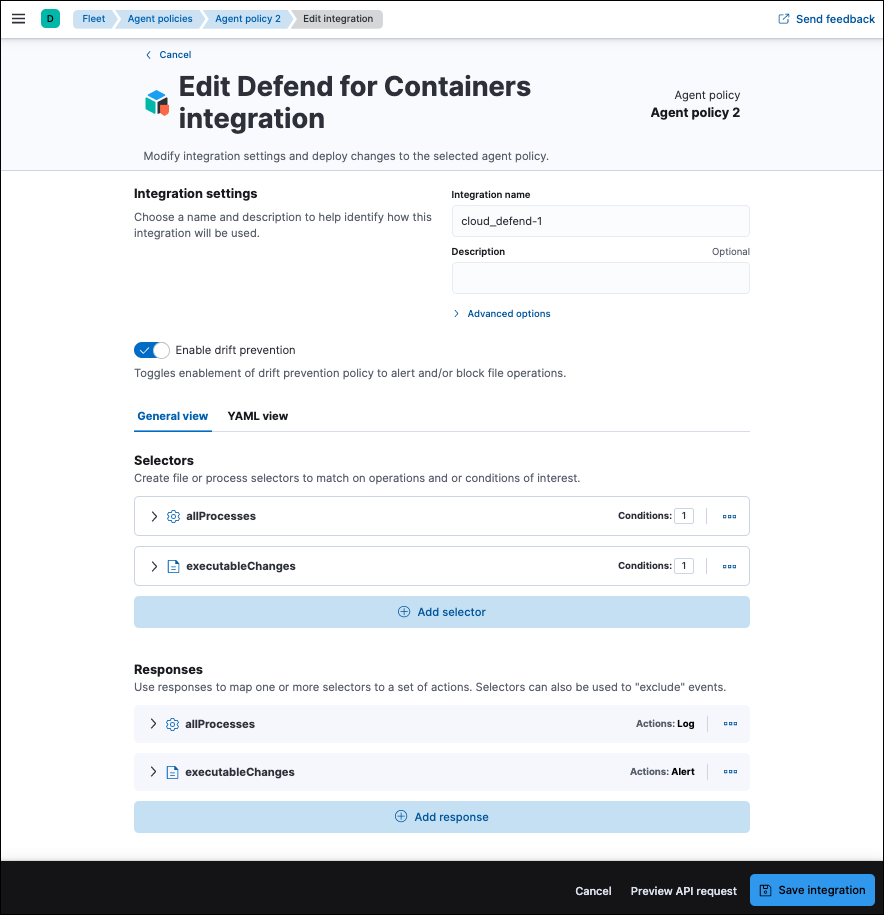 D
Fleet
Agent policies
Agent policy 2
Edit integration
Send feedback
Cancel
Edit Defend for Containers
integration
Agent policy
Agent policy 2
Modify integration settings and deploy changes to the selected agent policy.
Integration settings
Choose a name and description to help identify how this
integration will be used.
Integration name
cloud_defend-1
Description
Optional
Advanced options
Enable drift prevention
Toggles enablement of drift prevention policy to alert and/or block file operations.
General view
YAML view
Selectors
Create file or process selectors to match on operations and or conditions of interest.
allProcesses
Conditions: 1
executableChanges
Conditions: 1
Add selector
Responses
Use responses to map one or more selectors to a set of actions. Selectors can also be used to "exclude" events.
allProcesses
Actions: Log
executableChanges
Actions: Alert
Add response
Cancel
Preview API request
Save integration